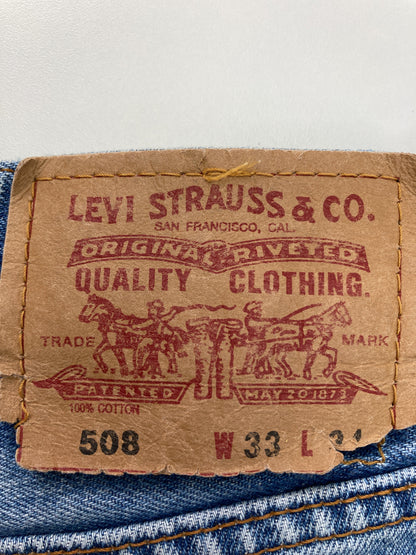 LEVI STRAUSS & CO.
SAN FRANCISCO, CAL.
ORIGINAL RIVETED
QUALITY CLOTHING.
TRADE MARK
PATENTED MAY 20 1873
100% COTTON
508 W 33 L 34